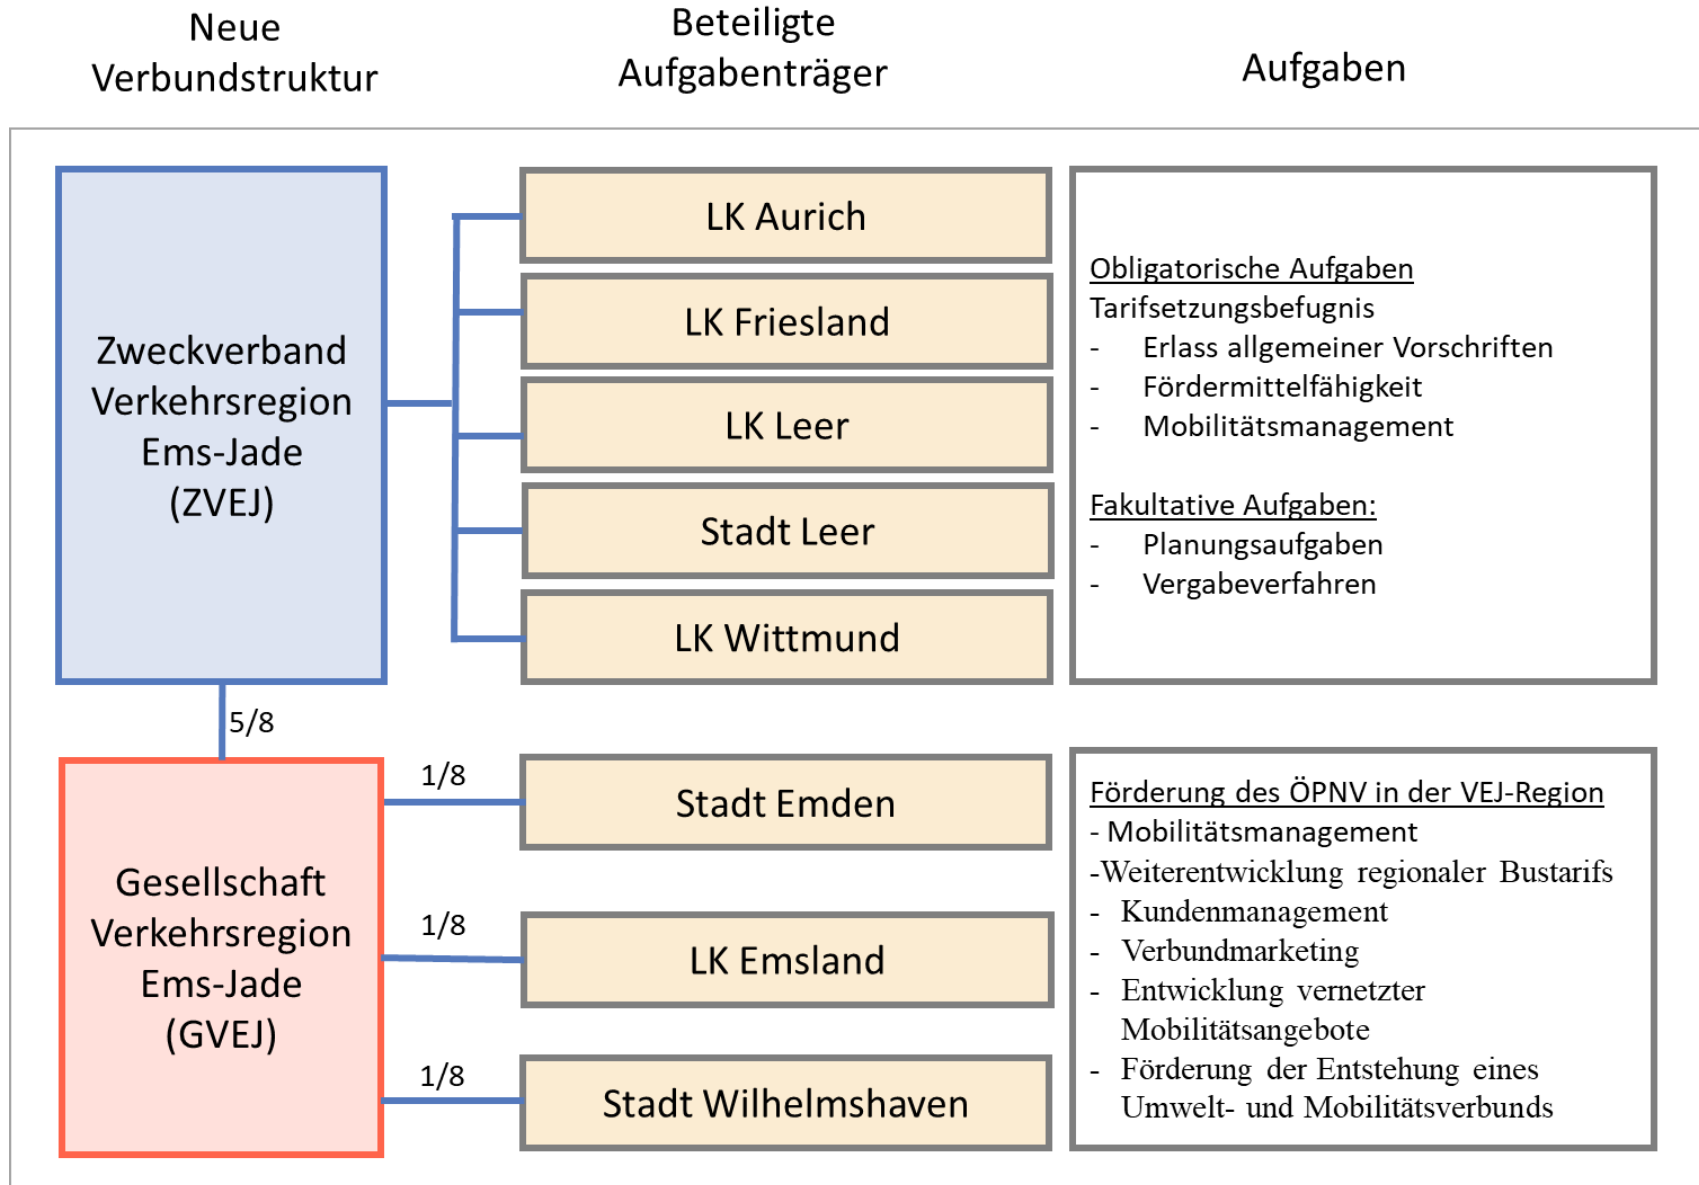 Neue
Verbundstruktur
Beteiligte
Aufgabenträger
Aufgaben
Zweckverband
Verkehrsregion
Ems-Jade
(ZVEJ)
LK Aurich
LK Friesland
LK Leer
Stadt Leer
LK Wittmund
Obligatorische Aufgaben
Tarifsetzungsbefugnis
- Erlass allgemeiner Vorschriften
- Fördermittelfähigkeit
- Mobilitätsmanagement
Fakultative Aufgaben:
- Planungsaufgaben
- Vergabeverfahren
5/8
Gesellschaft
Verkehrsregion
Ems-Jade
(GVEJ)
1/8
Stadt Emden
1/8
LK Emsland
1/8
Stadt Wilhelmshaven
Förderung des ÖPNV in der VEJ-Region
- Mobilitätsmanagement
-Weiterentwicklung regionaler Bustarifs
- Kundenmanagement
- Verbundmarketing
- Entwicklung vernetzter
Mobilitätsangebote
- Förderung der Entstehung eines
Umwelt- und Mobilitätsverbunds